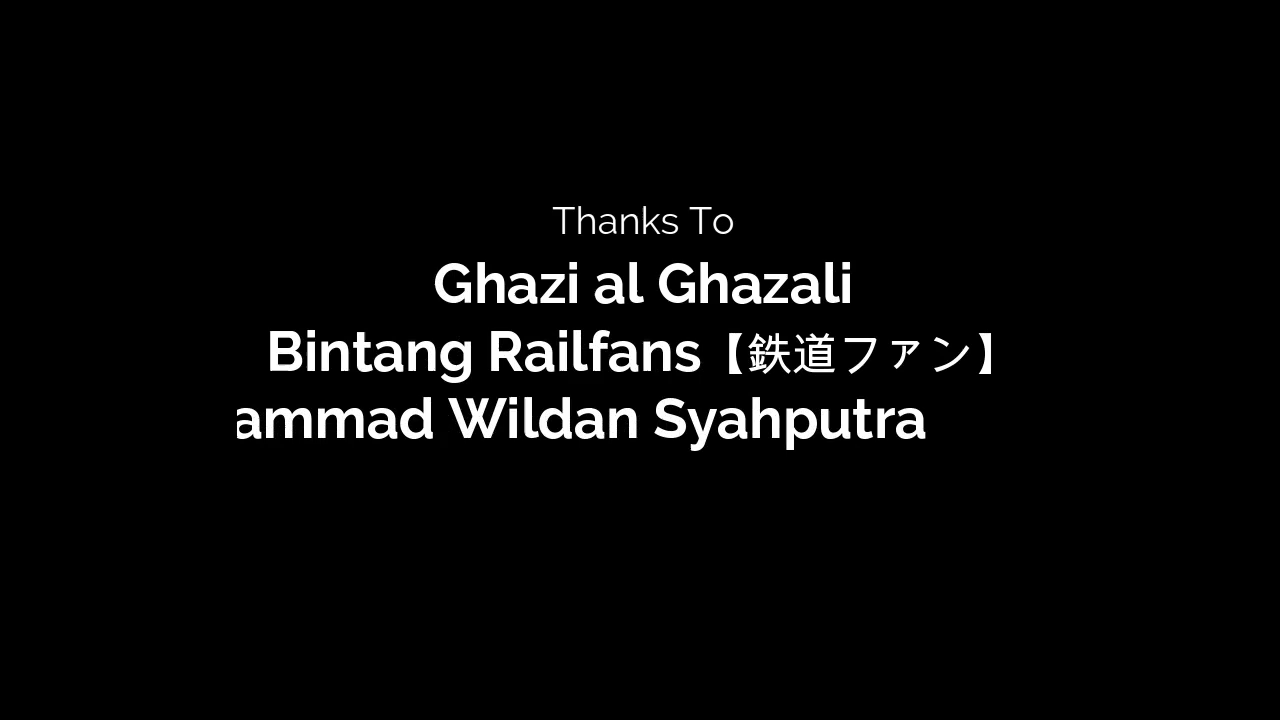 Thanks To
Ghazi al Ghazali
Bintang Railfans【鉄道ファン】
ammad Wildan Syahputra